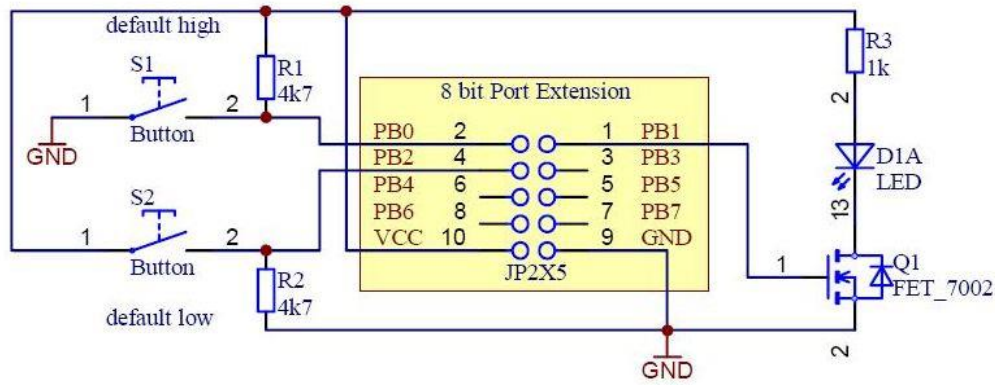 default high
S1
1
2
Button
GND
R1
4k7
8 bit Port Extension
PB0 2 1 PB1
PB2 4 3 PB3
PB4 6 5 PB5
PB6 8 7 PB7
VCC 10 9 GND
JP2X5
S2
1
2
Button
R2
4k7
default low
GND
R3
1k
2
D1A
LED
13
1
Q1
FET_7002
2